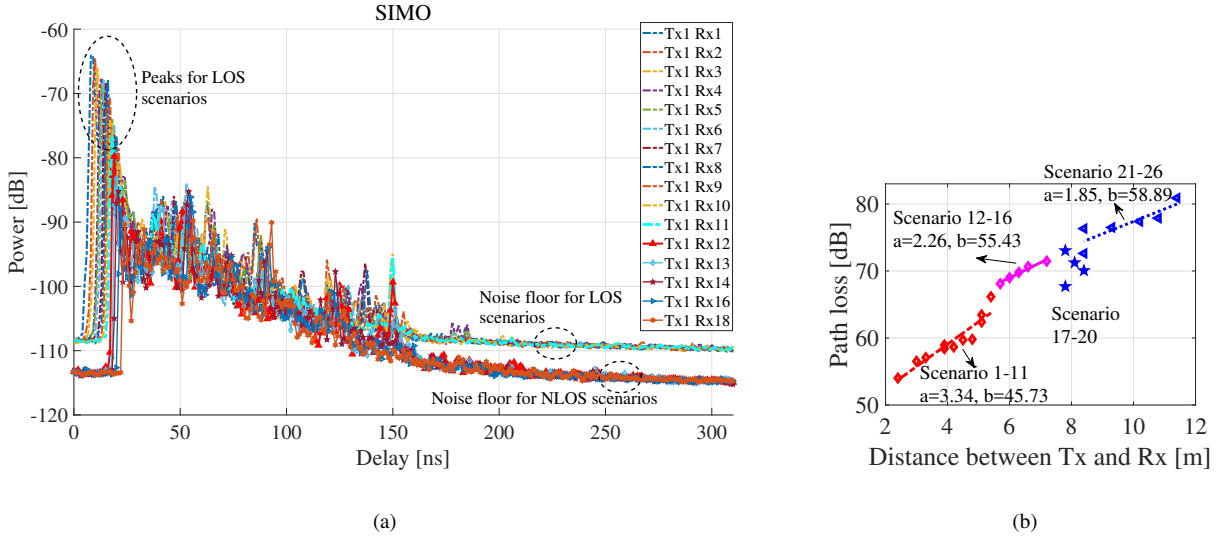 SIMO
-60
-70
-80
-90
-100
-110
-120
Power [dB]
0
50
100
150
200
250
300
Delay [ns]
Peaks for LOS
scenarios
Noise floor for LOS
scenarios
Noise floor for NLOS scenarios
Tx1 Rx1
Tx1 Rx2
Tx1 Rx3
Tx1 Rx4
Tx1 Rx5
Tx1 Rx6
Tx1 Rx7
Tx1 Rx8
Tx1 Rx9
Tx1 Rx10
Tx1 Rx11
Tx1 Rx12
Tx1 Rx13
Tx1 Rx14
Tx1 Rx16
Tx1 Rx18
(a)
80
70
60
50
Path loss [dB]
2
4
6
8
10
12
Distance between Tx and Rx [m]
Scenario 21-26
a=1.85, b=58.89
Scenario 12-16
a=2.26, b=55.43
Scenario
17-20
Scenario 1-11
a=3.34, b=45.73
(b)